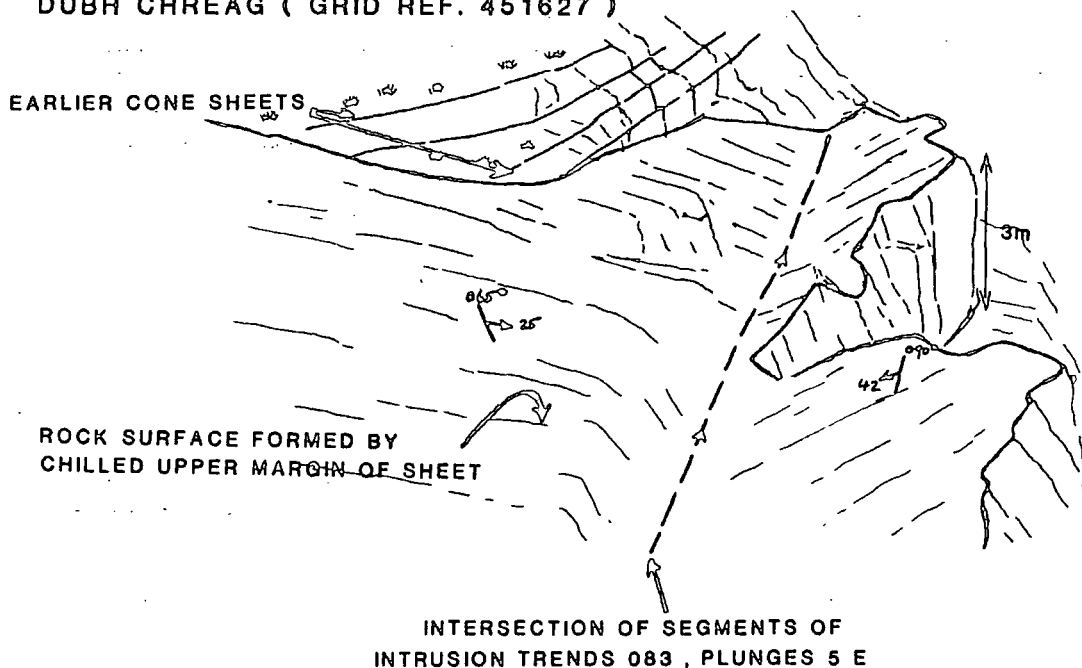 DUBH CHREAG ( GRID REF. 451627 )
EARLIER CONE SHEETS
3m
25
090
42
ROCK SURFACE FORMED BY
CHILLED UPPER MARGIN OF SHEET
INTERSECTION OF SEGMENTS OF
INTRUSION TRENDS 083 , PLUNGES 5 E